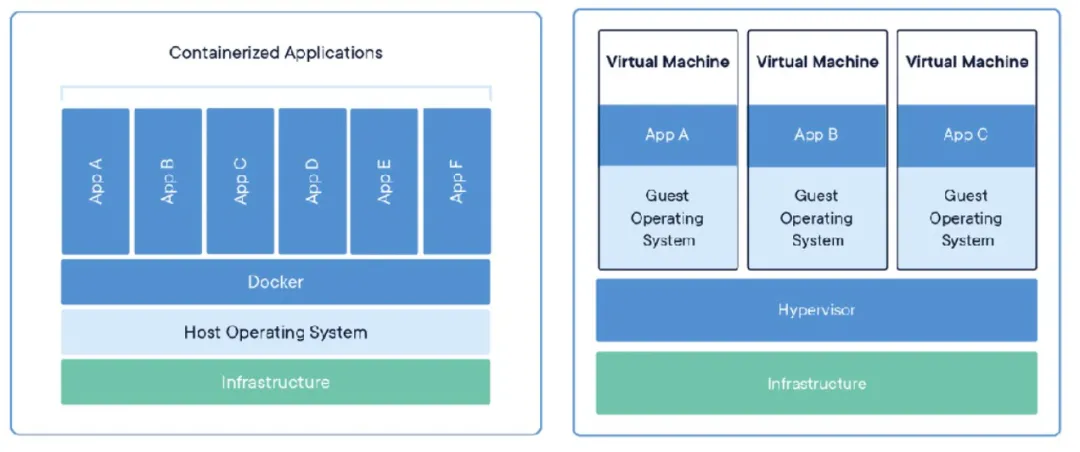 Containerized Applications
App A
App B
App C
App D
App E
App F
Docker
Host Operating System
Infrastructure
Virtual Machine
App A
Guest
Operating
System
Virtual Machine
App B
Guest
Operating
System
Virtual Machine
App C
Guest
Operating
System
Hypervisor
Infrastructure